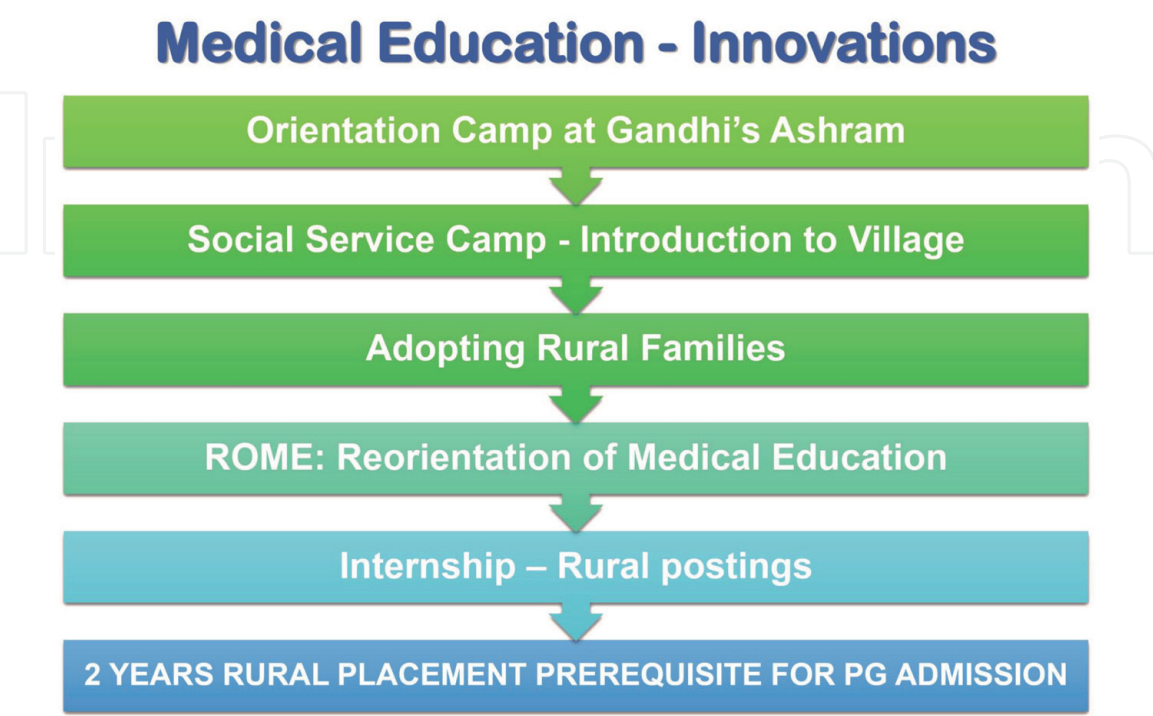 Medical Education - Innovations
Orientation Camp at Gandhi’s Ashram
Social Service Camp - Introduction to Village
Adopting Rural Families
ROME: Reorientation of Medical Education
Internship – Rural postings
2 YEARS RURAL PLACEMENT PREREQUISITE FOR PG ADMISSION